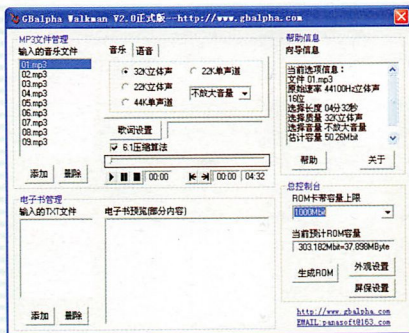 GBalpha Walkman V2.0正式版--http://www.gbalpha.com
MP3文件管理
输入的音乐文件
01.mp3
02.mp3
03.mp3
04.mp3
05.mp3
06.mp3
07.mp3
08.mp3
09.mp3
添加 删除
音乐 语音
32K立体声 22K单声道
22K立体声
44K单声道
不放大音量
歌词设置
6.1压缩算法
00:00 00:00 04:32
帮助信息
向导信息
当前选项信息：
文件 01.mp3
原始速率 44100Hz立体声
16位
选择长度 04分32秒
选择质量 32K立体声
选择音量 不放大音量
估计容量 50.26Mbit
帮助 关于
电子书管理
输入的TXT文件
电子书预览(部分内容)
添加 删除
总控制台
ROM卡带容量上限
1000Mbit
当前预计ROM容量
303.182Mbit=37.898MByte
生成ROM 外观设置
屏保设置
http://www.gbalpha.com
EMAIL:panasoft@163.com